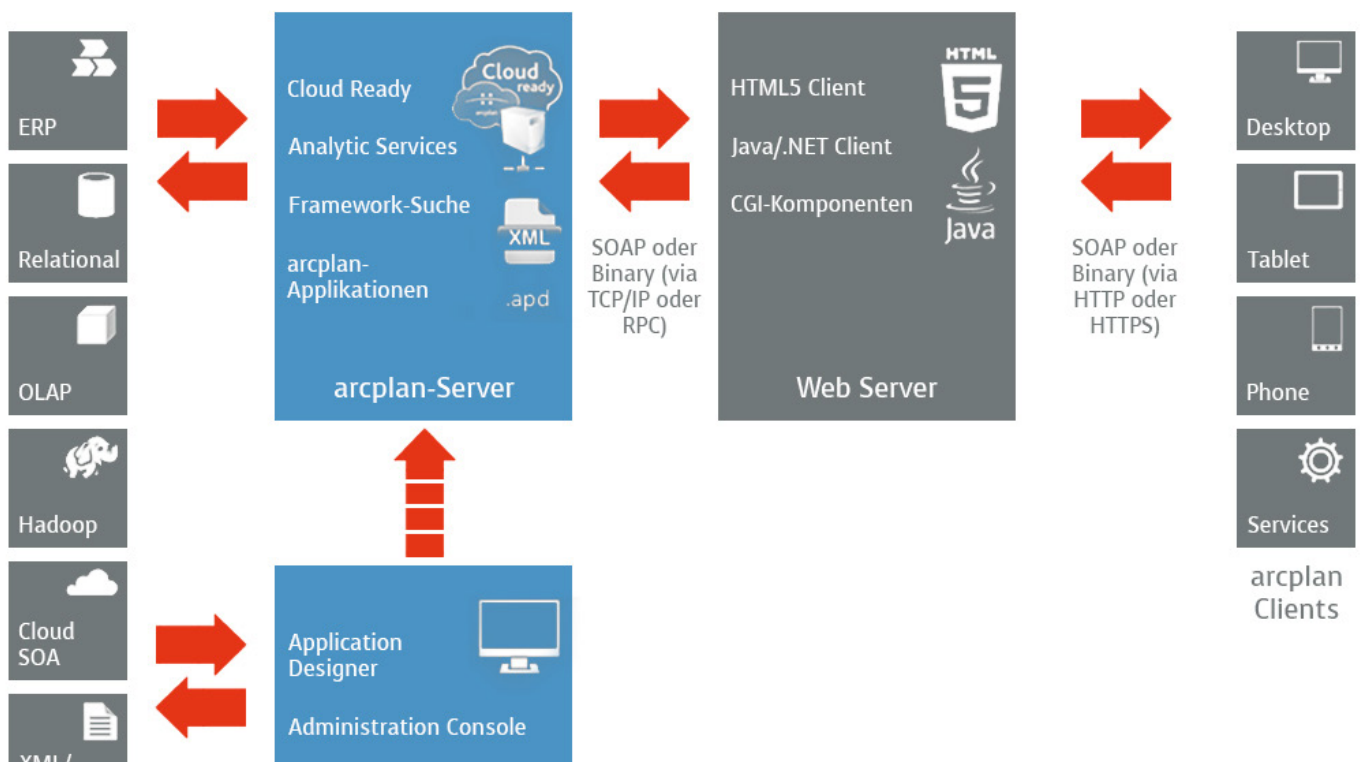 ERP
Relational
OLAP
Hadoop
Cloud
SOA
XML/
Cloud Ready
Analytic Services
Framework-Suche
arcplan-
Applikationen
Cloud
ready
arcplan
XML
.apd
arcplan-Server
Application
Designer
Administration Console
SOAP oder
Binary (via
TCP/IP oder
RPC)
HTML5 Client
Java/.NET Client
CGI-Komponenten
HTML
5
Java
Web Server
SOAP oder
Binary (via
HTTP oder
HTTPS)
Desktop
Tablet
Phone
Services
arcplan
Clients